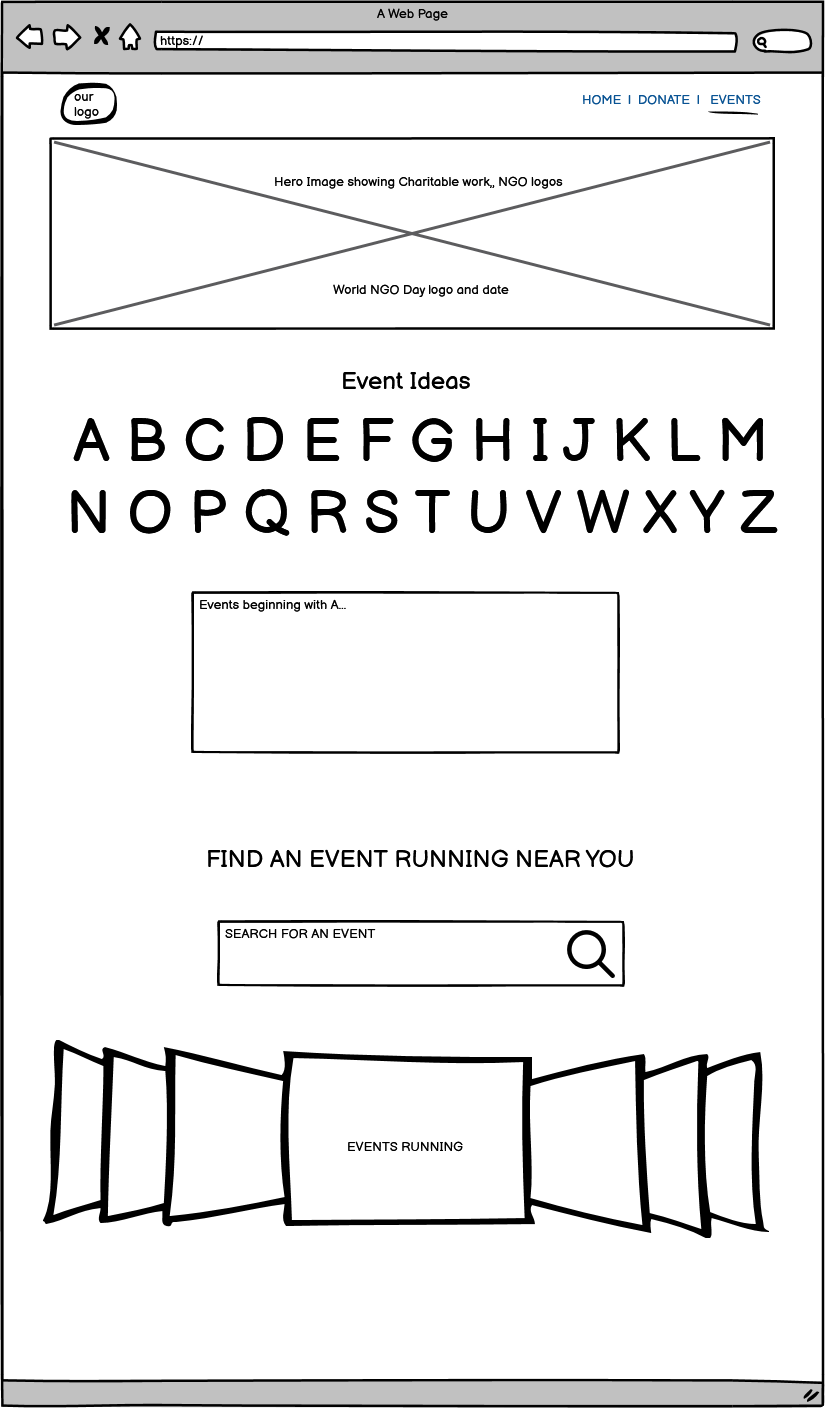 A Web Page
https://
our
logo
HOME | DONATE | EVENTS
Hero Image showing Charitable work,, NGO logos
World NGO Day logo and date
Event Ideas
A B C D E F G H I J K L M
N O P Q R S T U V W X Y Z
Events beginning with A...
FIND AN EVENT RUNNING NEAR YOU
SEARCH FOR AN EVENT
EVENTS RUNNING